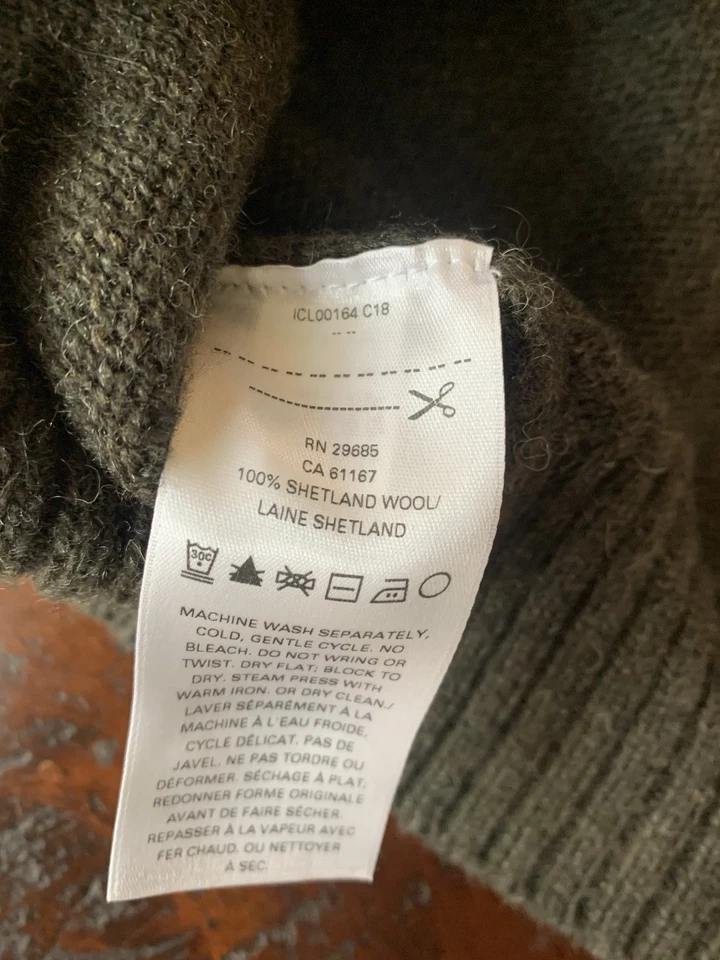 ICL00164 C18
-- --
RN 29685
CA 61167
100% SHETLAND WOOL/
LAINE SHETLAND
30C
MACHINE WASH SEPARATELY,
COLD, GENTLE CYCLE. NO
BLEACH. DO NOT WRING OR
TWIST. DRY FLAT; BLOCK TO
DRY. STEAM PRESS WITH
WARM IRON. OR DRY CLEAN./
LAVER SÉPARÉMENT À LA
MACHINE À L'EAU FROIDE,
CYCLE DÉLICAT. PAS DE
JAVEL. NE PAS TORDRE OU
DÉFORMER. SÉCHAGE À PLAT;
REDONNER FORME ORIGINALE
AVANT DE FAIRE SÉCHER.
REPASSER À LA VAPEUR AVEC
FER CHAUD. OU NETTOYER
À SEC.